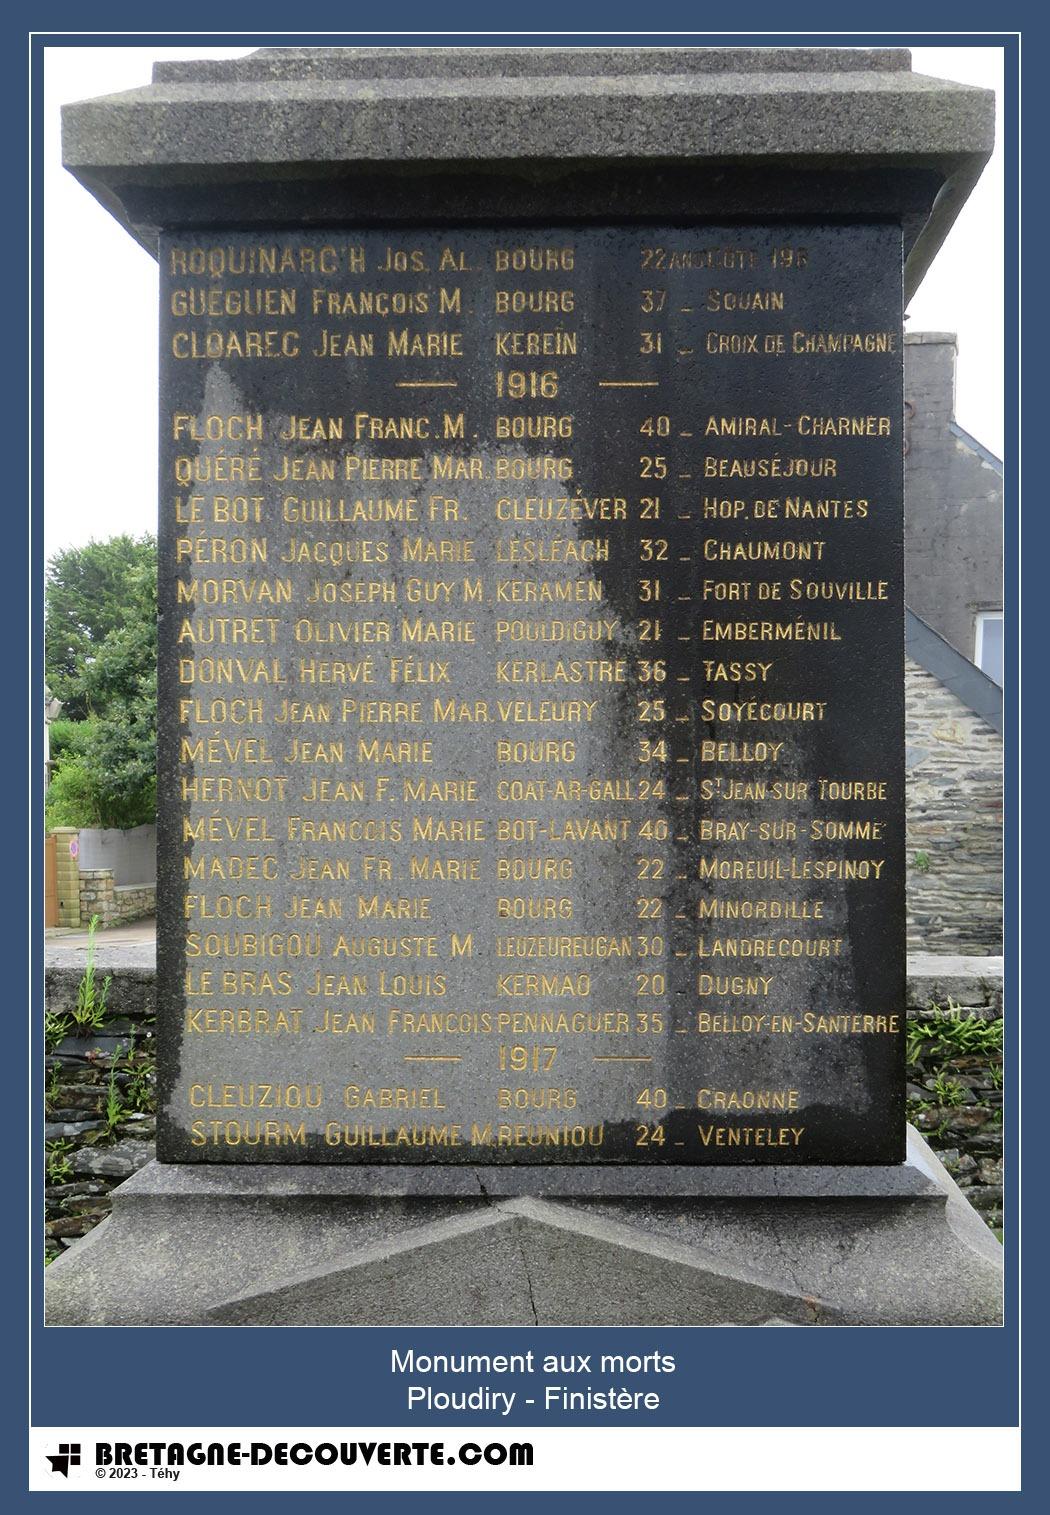 ROQUINARC'H JOS. AL. BOURG 22 ANS
GUÉGUEN FRANÇOIS M. BOURG 37 _ SOUAIN
CLOAREC JEAN MARIE KEREÏN 31 _ CROIX DE CHAMPAGNE
— 1916 —
FLOCH JEAN FRANC. M. BOURG 40 _ AMIRAL-CHARNER
QUÉRÉ JEAN PIERRE MAR. BOURG 25 _ BEAUSÉJOUR
LE BOT GUILLAUME FR. CLEUZÉVER 21 _ HOP. DE NANTES
PÉRON JACQUES MARIE LESLÉACH 32 _ CHAUMONT
MORVAN JOSEPH GUY M. KERAMEN 31 _ FORT DE SOUVILLE
AUTRET OLIVIER MARIE POULDIGUY 21 _ EMBERMÉNIL
DONVAL HERVÉ FÉLIX KERLASTRE 36 _ TASSY
FLOCH JEAN PIERRE MAR. VELEURY 25 _ SOYÉCOURT
MÉVEL JEAN MARIE BOURG 34 _ BELLOY
HERNOT JEAN F. MARIE COAT-AR-GALL 24 _ ST JEAN-SUR TOURBE
MÉVEL FRANCOIS MARIE BOT-LAVANT 40 _ BRAY-SUR-SOMME
MADEC JEAN FR. MARIE BOURG 22 _ MOREUIL-LESPINOY
FLOCH JEAN MARIE BOURG 22 _ MINORDILLE
SOUBIGOU AUGUSTE M. LEUZEUREUGAN 30 _ LANDRECOURT
LE BRAS JEAN LOUIS KERMAO 20 _ DUGNY
KERBRAT JEAN FRANCOIS PENNAGUER 35 _ BELLOY-EN-SANTERRE
— 1917 —
CLEUZIOU GABRIEL BOURG 40 _ CRAONNE
STOURM GUILLAUME M. REUNIOU 24 _ VENTELEY
Monument aux morts
Ploudiry - Finistère
BRETAGNE-DECOUVERTE.COM
© 2023 - Téhy